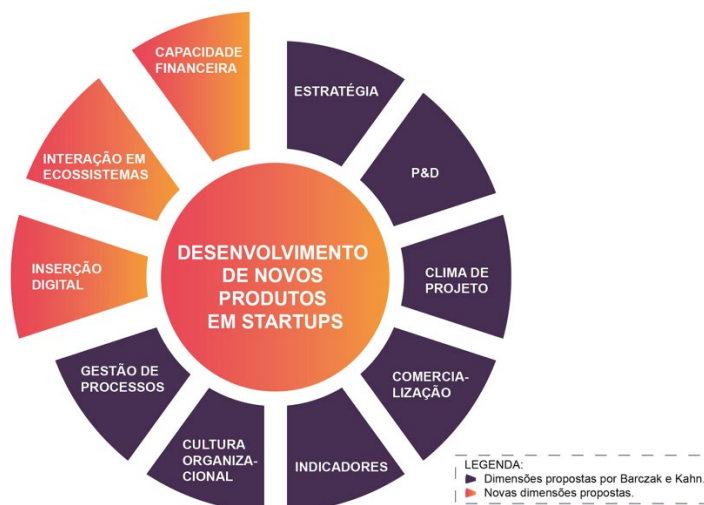 CAPACIDADE
FINANCEIRA
ESTRATÉGIA
P&D
CLIMA DE
PROJETO
COMERCIA-
LIZAÇÃO
INDICADORES
CULTURA
ORGANIZA-
CIONAL
GESTÃO DE
PROCESSOS
INSERÇÃO
DIGITAL
INTERAÇÃO EM
ECOSSISTEMAS
DESENVOLVIMENTO
DE NOVOS
PRODUTOS
EM STARTUPS
LEGENDA:
Dimensões propostas por Barczak e Kahn.
Novas dimensões propostas.